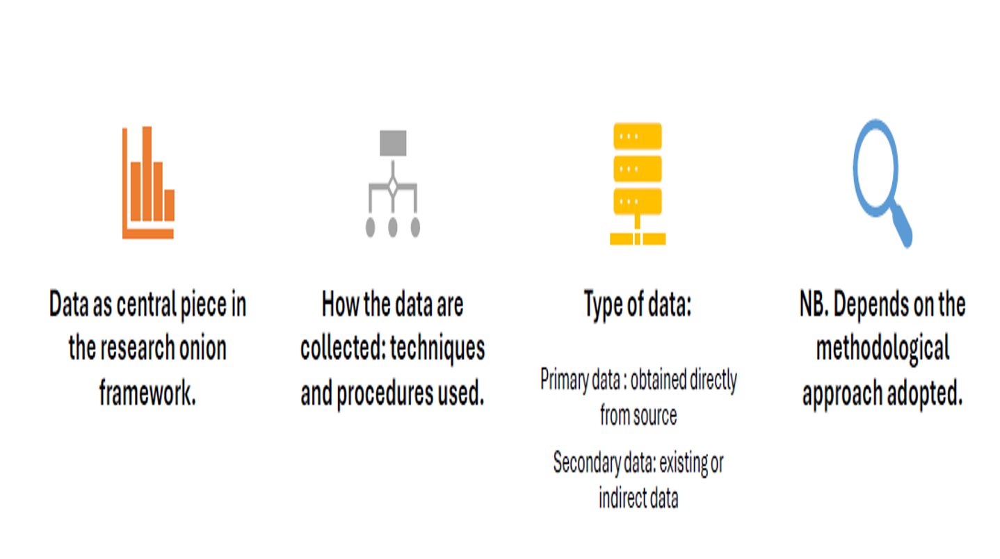 Data as central piece in
the research onion
framework.
How the data are
collected: techniques
and procedures used.
Type of data:
Primary data : obtained directly
from source
Secondary data: existing or
indirect data
NB. Depends on the
methodological
approach adopted.